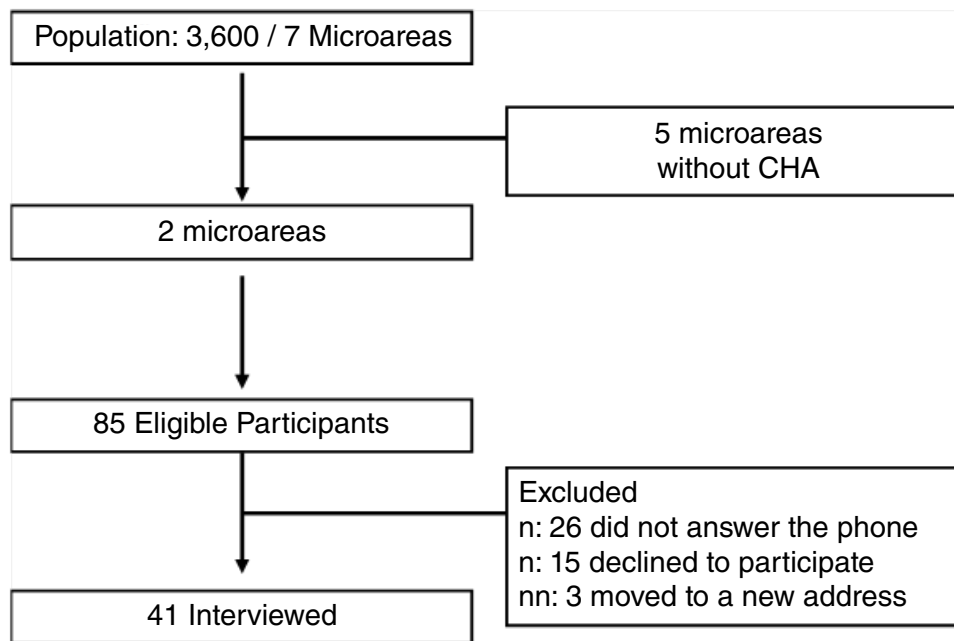 Population: 3,600 / 7 Microareas
5 microareas
without CHA
2 microareas
85 Eligible Participants
Excluded
n: 26 did not answer the phone
n: 15 declined to participate
nn: 3 moved to a new address
41 Interviewed